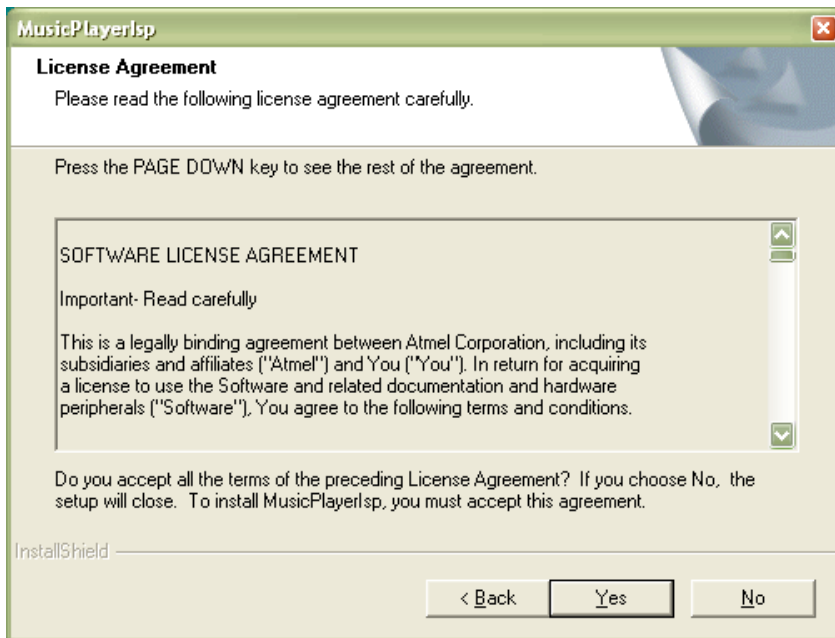 MusicPlayerIsp
License Agreement
Please read the following license agreement carefully.
Press the PAGE DOWN key to see the rest of the agreement.
SOFTWARE LICENSE AGREEMENT
Important- Read carefully
This is a legally binding agreement between Atmel Corporation, including its
subsidiaries and affiliates ("Atmel") and You ("You"). In return for acquiring
a license to use the Software and related documentation and hardware
peripherals ("Software"), You agree to the following terms and conditions.
Do you accept all the terms of the preceding License Agreement? If you choose No, the
setup will close. To install MusicPlayerIsp, you must accept this agreement.
InstallShield
< Back Yes No